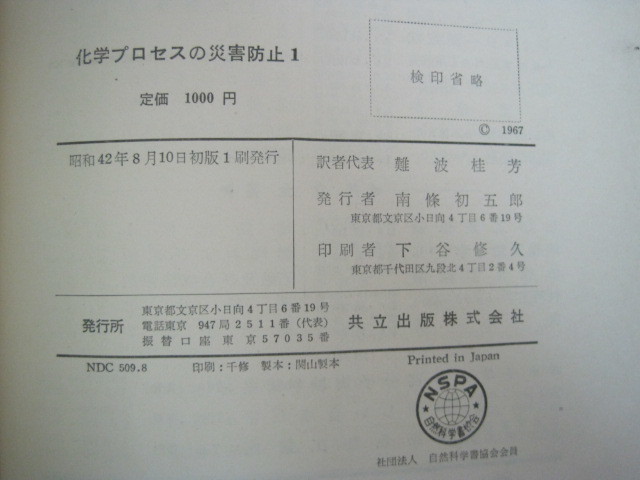 化学プロセスの災害防止 1
定価 1000 円
検印省略
© 1967
昭和42年8月10日初版1刷発行
訳者代表 難波桂芳
発行者 南條初五郎
東京都文京区小日向4丁目6番19号
印刷者 下谷修久
東京都千代田区九段北4丁目2番4号
発行所
東京都文京区小日向4丁目6番19号
電話東京 947局2511番(代表)
振替口座東京57035番
共立出版株式会社
NDC 509.8
印刷:千修 製本:関山製本
Printed in Japan
NSPA
自然科学書協会
社団法人 自然科学書協会会員